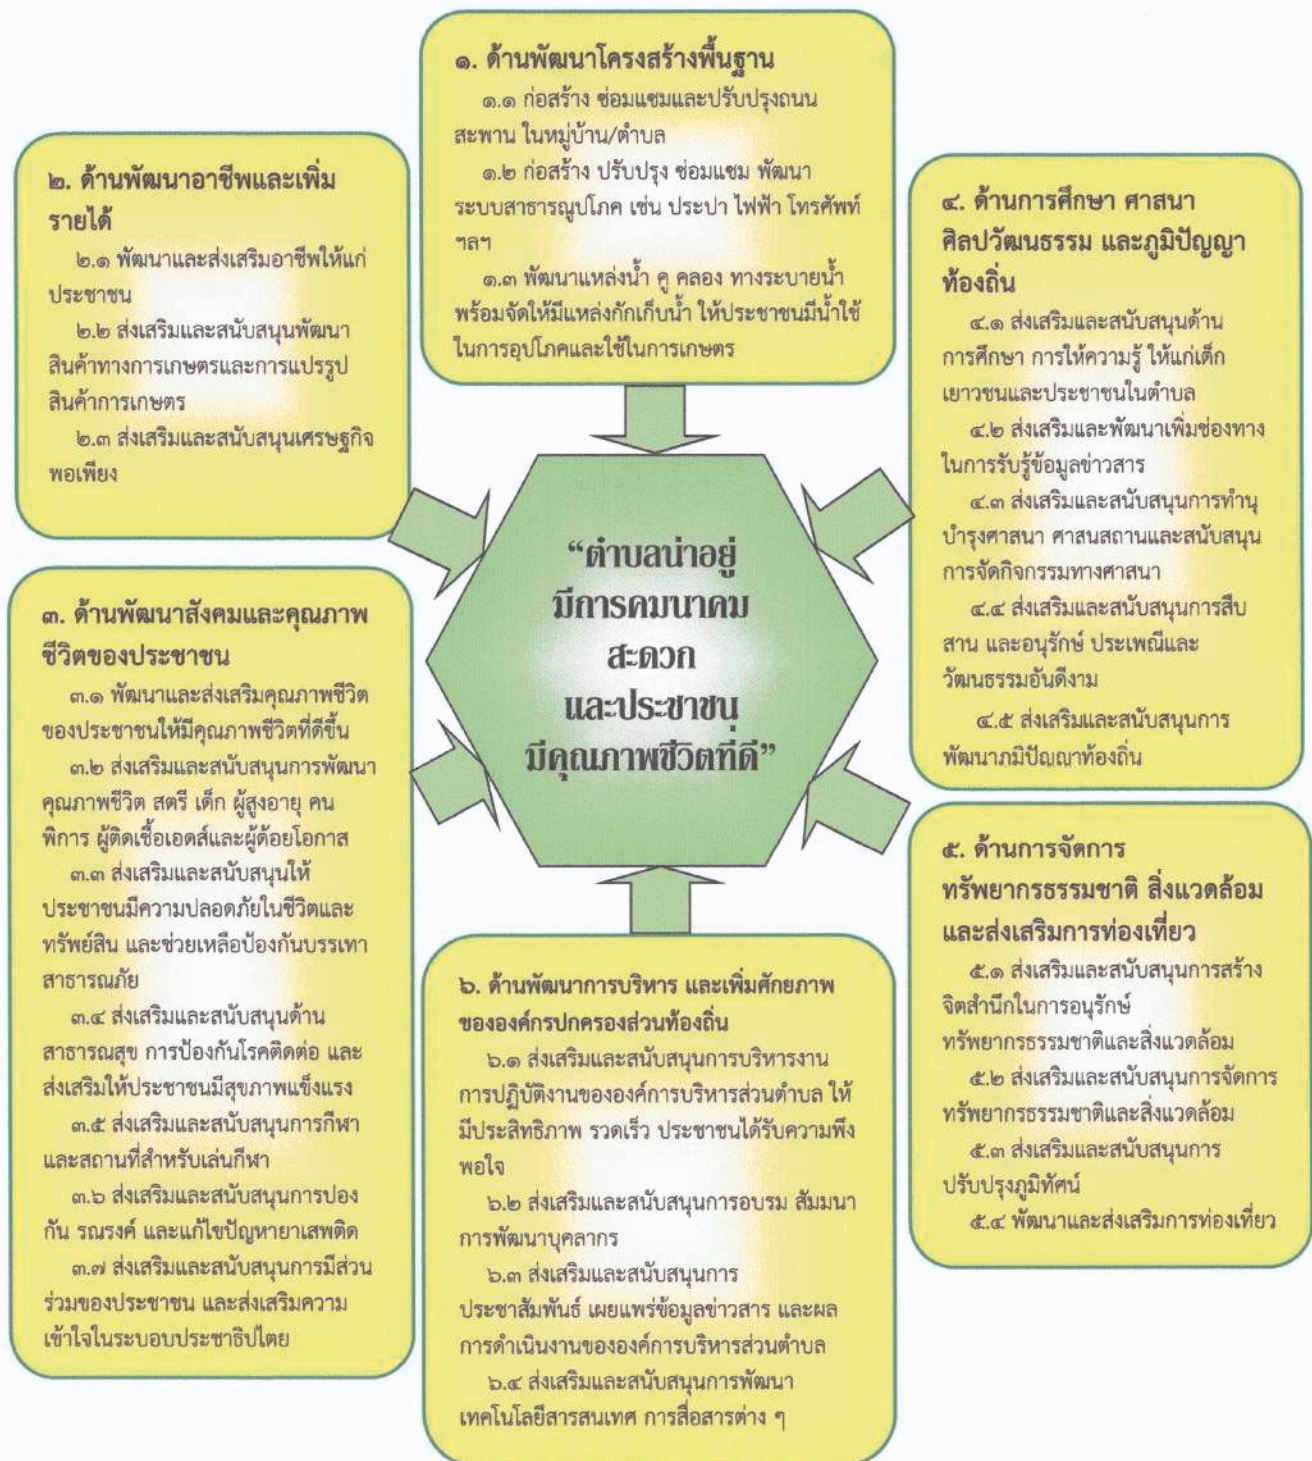 ๑. ด้านพัฒนาโครงสร้างพื้นฐาน
๑.๑ ก่อสร้าง ซ่อมแซมและปรับปรุงถนน
สะพาน ในหมู่บ้าน/ตำบล
๑.๒ ก่อสร้าง ปรับปรุง ซ่อมแซม พัฒนา
ระบบสาธารณูปโภค เช่น ประปา ไฟฟ้า โทรศัพท์
ฯลฯ
๑.๓ พัฒนาแหล่งน้ำ คู คลอง ทางระบายน้ำ
พร้อมจัดให้มีแหล่งกักเก็บน้ำ ให้ประชาชนมีน้ำใช้
ในการอุปโภคและใช้ในการเกษตร
๒. ด้านพัฒนาอาชีพและเพิ่ม
รายได้
๒.๑ พัฒนาและส่งเสริมอาชีพให้แก่
ประชาชน
๒.๒ ส่งเสริมและสนับสนุนพัฒนา
สินค้าทางการเกษตรและการแปรรูป
สินค้าการเกษตร
๒.๓ ส่งเสริมและสนับสนุนเศรษฐกิจ
พอเพียง
๓. ด้านพัฒนาสังคมและคุณภาพ
ชีวิตของประชาชน
๓.๑ พัฒนาและส่งเสริมคุณภาพชีวิต
ของประชาชนให้มีคุณภาพชีวิตที่ดีขึ้น
๓.๒ ส่งเสริมและสนับสนุนการพัฒนา
คุณภาพชีวิต สตรี เด็ก ผู้สูงอายุ คน
พิการ ผู้ติดเชื้อเอดส์และผู้ด้อยโอกาส
๓.๓ ส่งเสริมและสนับสนุนให้
ประชาชนมีความปลอดภัยในชีวิตและ
ทรัพย์สิน และช่วยเหลือป้องกันบรรเทา
สาธารณภัย
๓.๔ ส่งเสริมและสนับสนุนด้าน
สาธารณสุข การป้องกันโรคติดต่อ และ
ส่งเสริมให้ประชาชนมีสุขภาพแข็งแรง
๓.๕ ส่งเสริมและสนับสนุนการกีฬา
และสถานที่สำหรับเล่นกีฬา
๓.๖ ส่งเสริมและสนับสนุนการปอง
กัน รณรงค์ และแก้ไขปัญหายาเสพติด
๓.๗ ส่งเสริมและสนับสนุนการมีส่วน
ร่วมของประชาชน และส่งเสริมความ
เข้าใจในระบอบประชาธิปไตย
“ตำบลน่าอยู่
มีการคมนาคม
สะดวก
และประชาชน
มีคุณภาพชีวิตที่ดี”
๔. ด้านการศึกษา ศาสนา
ศิลปวัฒนธรรม และภูมิปัญญา
ท้องถิ่น
๔.๑ ส่งเสริมและสนับสนุนด้าน
การศึกษา การให้ความรู้ ให้แก่เด็ก
เยาวชนและประชาชนในตำบล
๔.๒ ส่งเสริมและพัฒนาเพิ่มช่องทาง
ในการรับรู้ข้อมูลข่าวสาร
๔.๓ ส่งเสริมและสนับสนุนการทำนุ
บำรุงศาสนา ศาสนสถานและสนับสนุน
การจัดกิจกรรมทางศาสนา
๔.๔ ส่งเสริมและสนับสนุนการสืบ
สาน และอนุรักษ์ ประเพณีและ
วัฒนธรรมอันดีงาม
๔.๕ ส่งเสริมและสนับสนุนการ
พัฒนาภูมิปัญญาท้องถิ่น
๕. ด้านการจัดการ
ทรัพยากรธรรมชาติ สิ่งแวดล้อม
และส่งเสริมการท่องเที่ยว
๕.๑ ส่งเสริมและสนับสนุนการสร้าง
จิตสำนึกในการอนุรักษ์
ทรัพยากรธรรมชาติและสิ่งแวดล้อม
๕.๒ ส่งเสริมและสนับสนุนการจัดการ
ทรัพยากรธรรมชาติและสิ่งแวดล้อม
๕.๓ ส่งเสริมและสนับสนุนการ
ปรับปรุงภูมิทัศน์
๕.๔ พัฒนาและส่งเสริมการท่องเที่ยว
๖. ด้านพัฒนาการบริหาร และเพิ่มศักยภาพ
ขององค์กรปกครองส่วนท้องถิ่น
๖.๑ ส่งเสริมและสนับสนุนการบริหารงาน
การปฏิบัติงานขององค์การบริหารส่วนตำบล ให้
มีประสิทธิภาพ รวดเร็ว ประชาชนได้รับความพึง
พอใจ
๖.๒ ส่งเสริมและสนับสนุนการอบรม สัมมนา
การพัฒนาบุคลากร
๖.๓ ส่งเสริมและสนับสนุนการ
ประชาสัมพันธ์ เผยแพร่ข้อมูลข่าวสาร และผล
การดำเนินงานขององค์การบริหารส่วนตำบล
๖.๔ ส่งเสริมและสนับสนุนการพัฒนา
เทคโนโลยีสารสนเทศ การสื่อสารต่าง ๆ